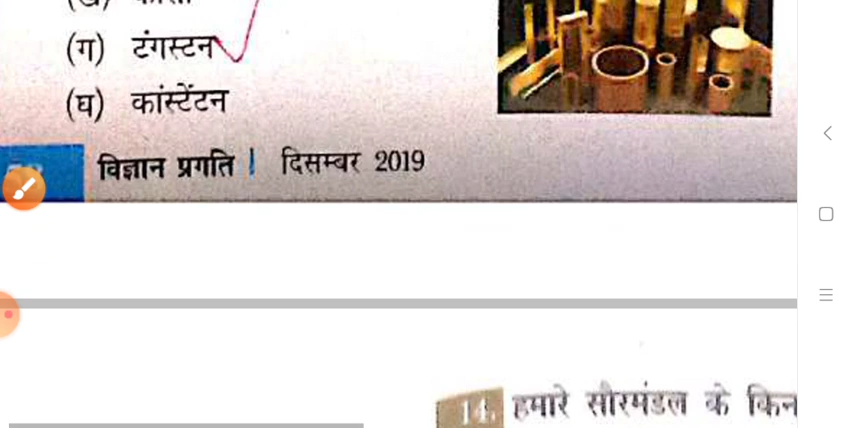 (ग) टंगस्टन
(घ) कांस्टेंटन
विज्ञान प्रगति | दिसम्बर 2019
14. हमारे सौरमंडल के किन